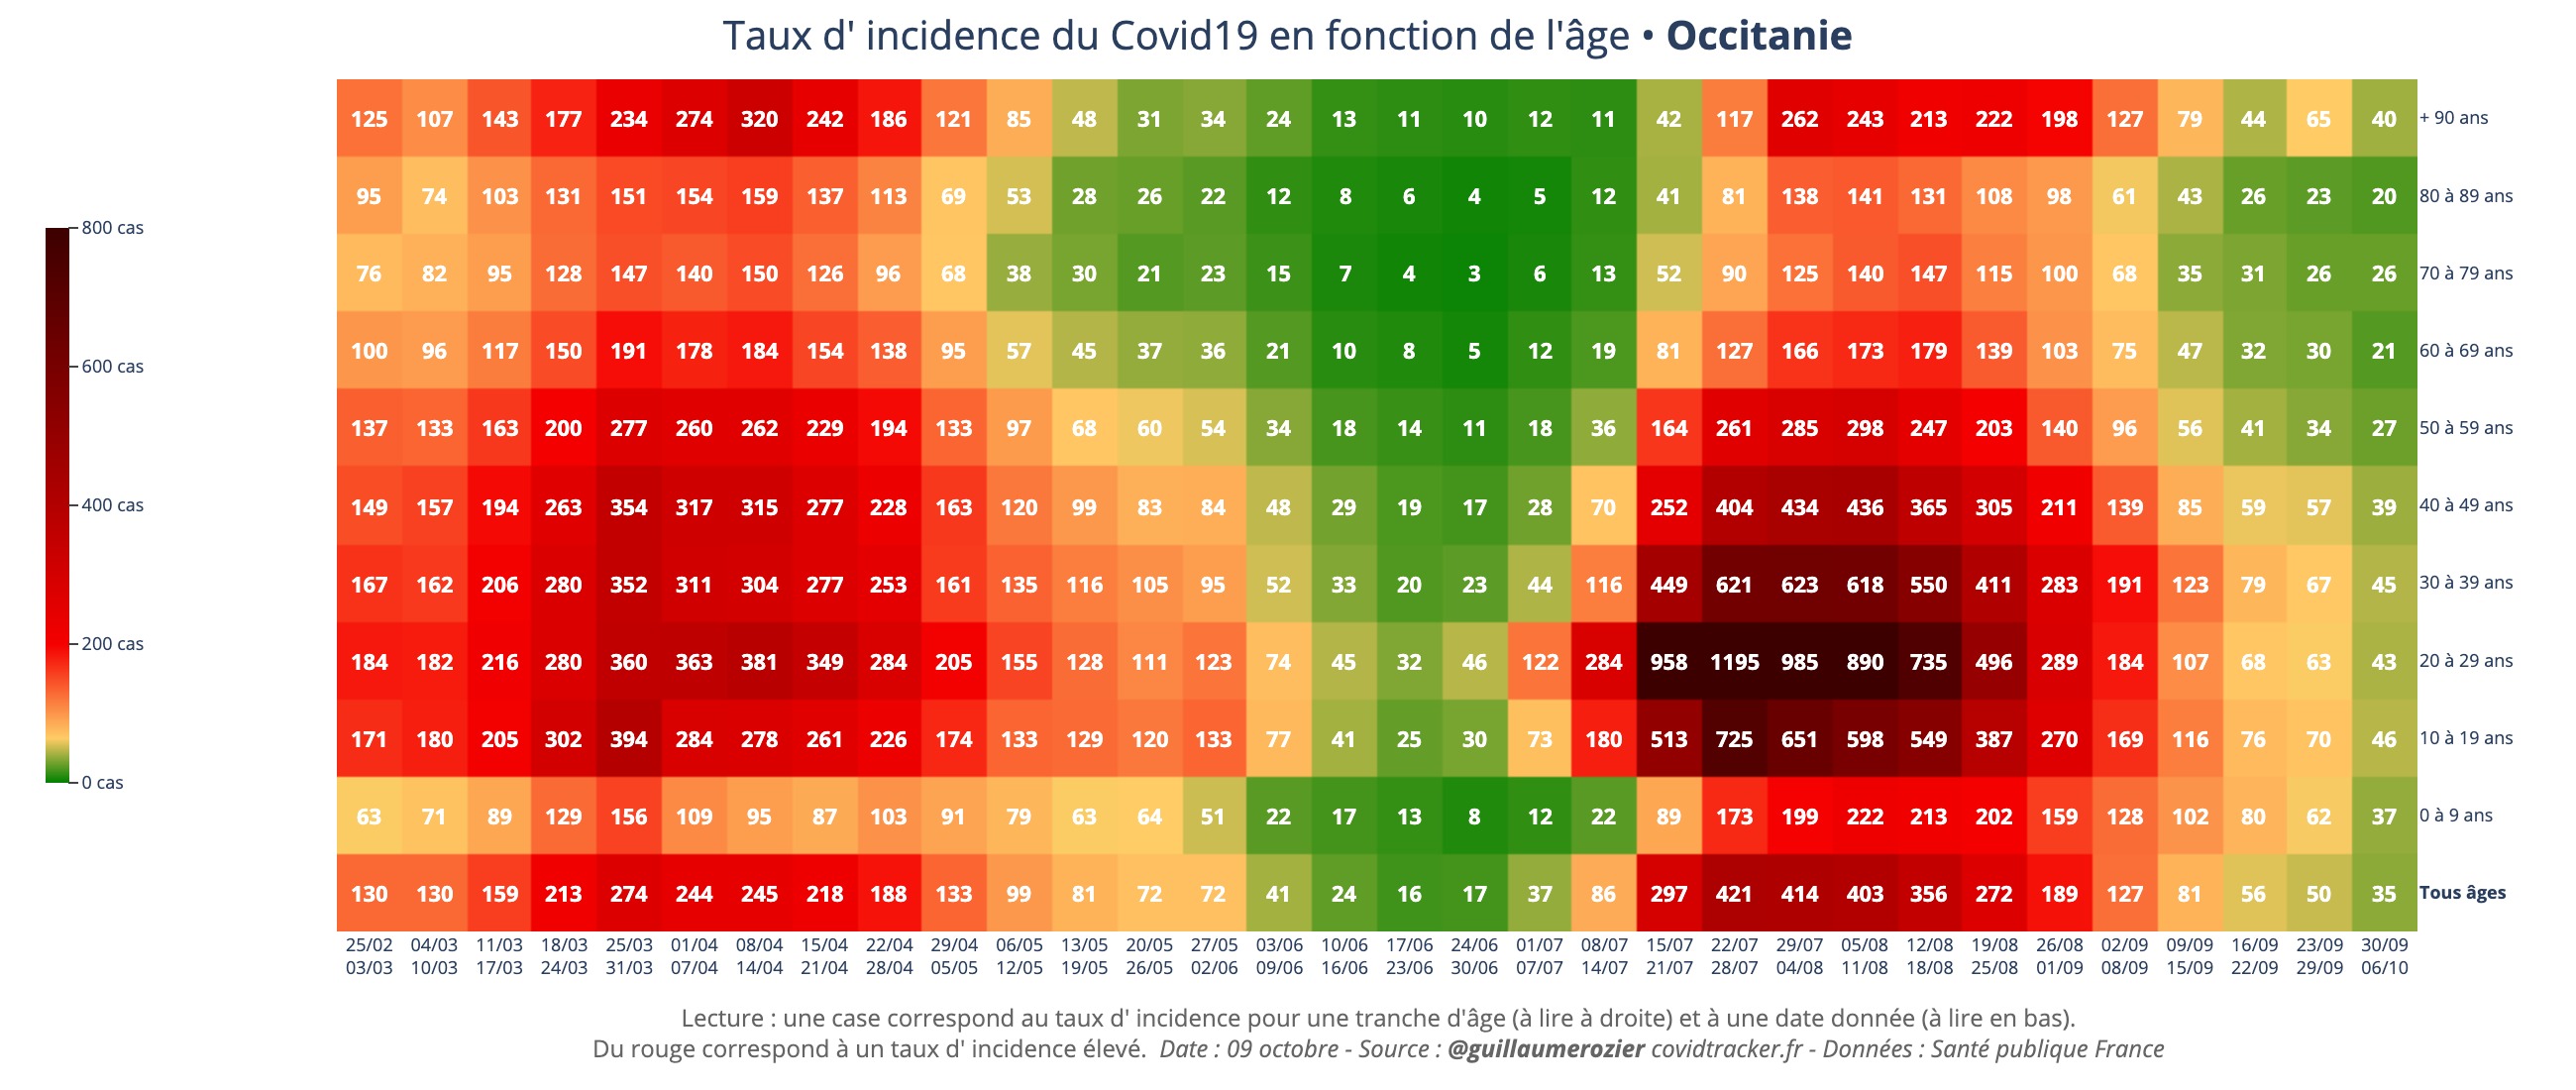 Taux d' incidence du Covid19 en fonction de l'âge • Occitanie
125 107 143 177 234 274 320 242 186 121 85 48 31 34 24 13 11 10 12 11 42 117 262 243 213 222 198 127 79 44 65 40 + 90 ans
95 74 103 131 151 154 159 137 113 69 53 28 26 22 12 8 6 4 5 12 41 81 138 141 131 108 98 61 43 26 23 20 80 à 89 ans
800 cas
76 82 95 128 147 140 150 126 96 68 38 30 21 23 15 7 4 3 6 13 52 90 125 140 147 115 100 68 35 31 26 26 70 à 79 ans
100 96 117 150 191 178 184 154 138 95 57 45 37 36 21 10 8 5 12 19 81 127 166 173 179 139 103 75 47 32 30 21 60 à 69 ans
600 cas
137 133 163 200 277 260 262 229 194 133 97 68 60 54 34 18 14 11 18 36 164 261 285 298 247 203 140 96 56 41 34 27 50 à 59 ans
400 cas
149 157 194 263 354 317 315 277 228 163 120 99 83 84 48 29 19 17 28 70 252 404 434 436 365 305 211 139 85 59 57 39 40 à 49 ans
167 162 206 280 352 311 304 277 253 161 135 116 105 95 52 33 20 23 44 116 449 621 623 618 550 411 283 191 123 79 67 45 30 à 39 ans
200 cas
184 182 216 280 360 363 381 349 284 205 155 128 111 123 74 45 32 46 122 284 958 1195 985 890 735 496 289 184 107 68 63 43 20 à 29 ans
171 180 205 302 394 284 278 261 226 174 133 129 120 133 77 41 25 30 73 180 513 725 651 598 549 387 270 169 116 76 70 46 10 à 19 ans
0 cas
63 71 89 129 156 109 95 87 103 91 79 63 64 51 22 17 13 8 12 22 89 173 199 222 213 202 159 128 102 80 62 37 0 à 9 ans
130 130 159 213 274 244 245 218 188 133 99 81 72 72 41 24 16 17 37 86 297 421 414 403 356 272 189 127 81 56 50 35 Tous âges
25/02 04/03 11/03 18/03 25/03 01/04 08/04 15/04 22/04 29/04 06/05 13/05 20/05 27/05 03/06 10/06 17/06 24/06 01/07 08/07 15/07 22/07 29/07 05/08 12/08 19/08 26/08 02/09 09/09 16/09 23/09 30/09
03/03 10/03 17/03 24/03 31/03 07/04 14/04 21/04 28/04 05/05 12/05 19/05 26/05 02/06 09/06 16/06 23/06 30/06 07/07 14/07 21/07 28/07 04/08 11/08 18/08 25/08 01/09 08/09 15/09 22/09 29/09 06/10
Lecture : une case correspond au taux d' incidence pour une tranche d'âge (à lire à droite) et à une date donnée (à lire en bas).
Du rouge correspond à un taux d' incidence élevé. Date : 09 octobre - Source : @guillaumerozier covidtracker.fr - Données : Santé publique France